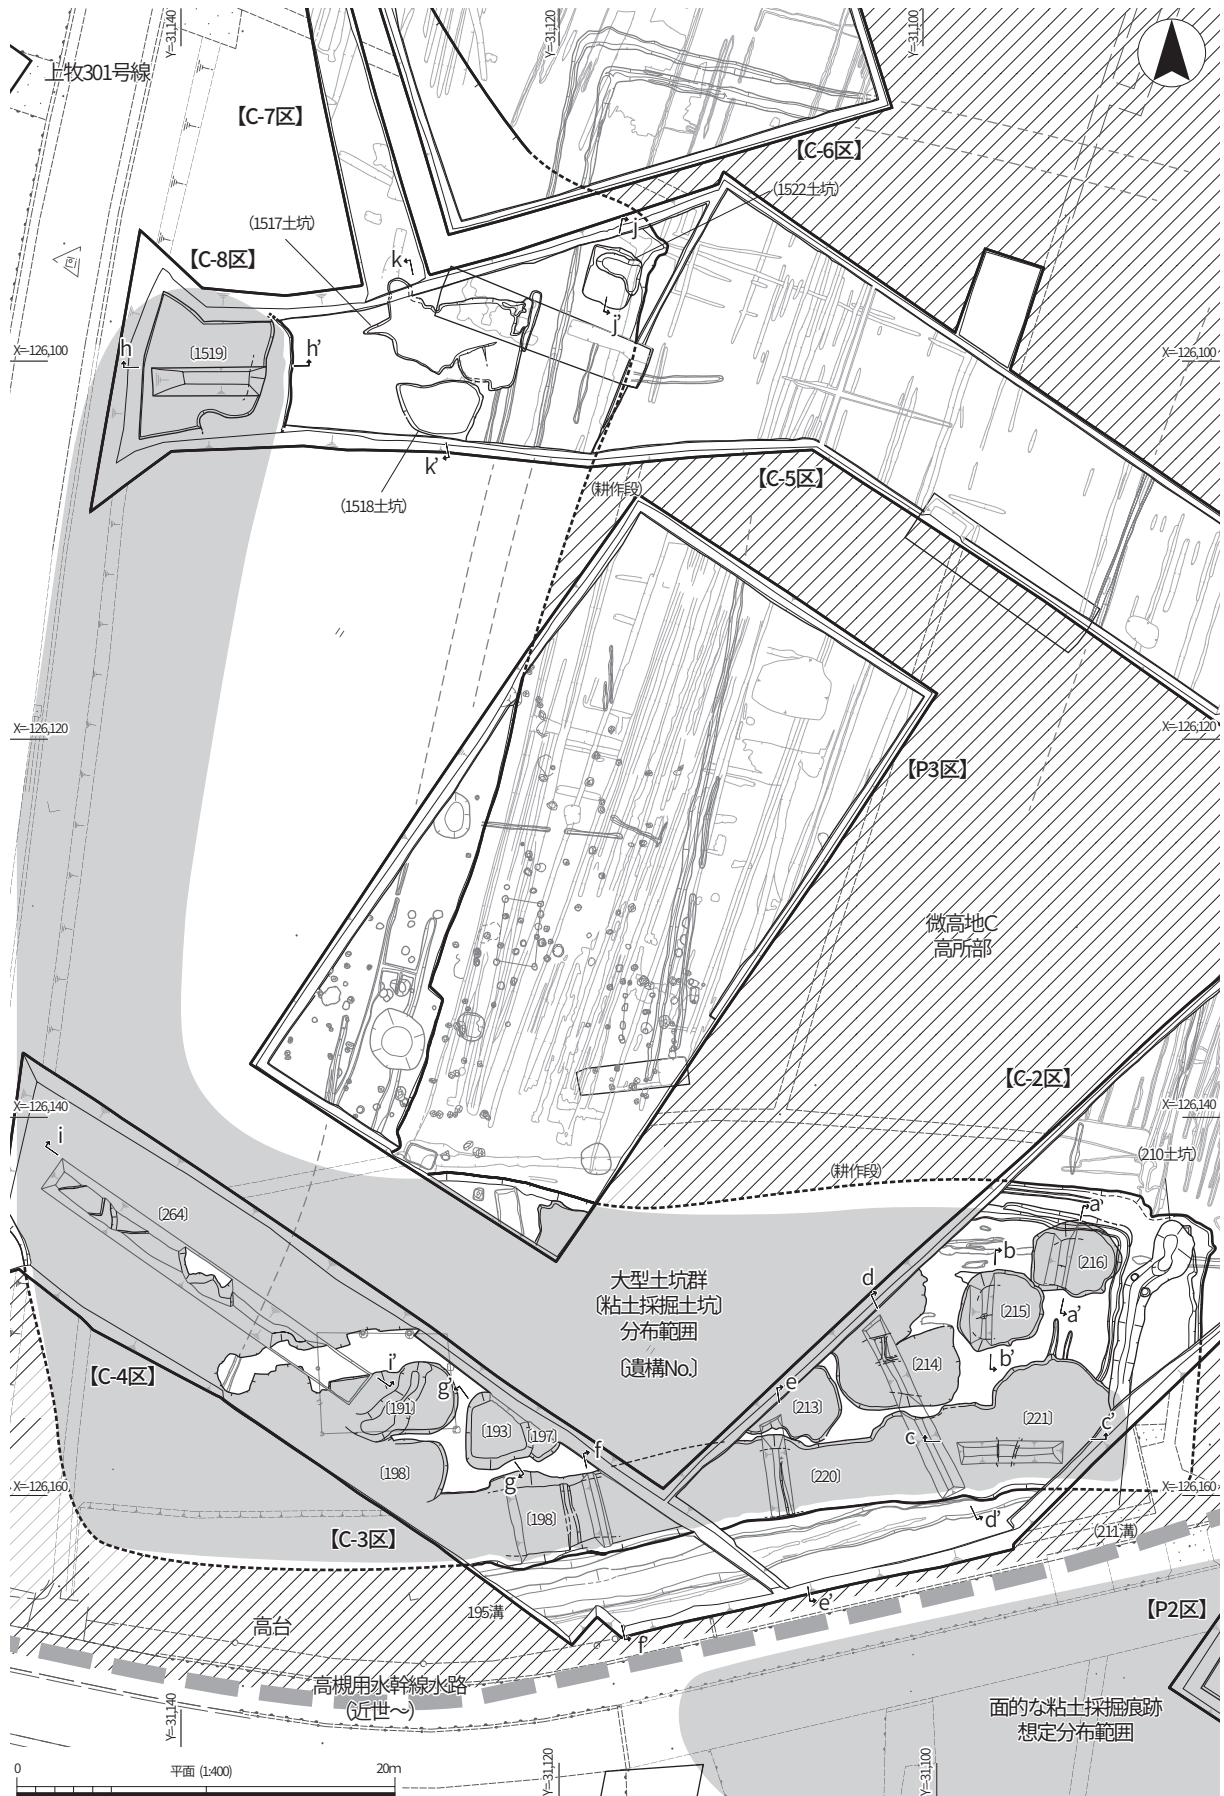 Y=-31,140
Y=-31,120
Y=-31,100
上牧301号線
【C-7区】
【C-6区】
(1522土坑)
(1517土坑)
【C-8区】
j
k
j'
X=-126,100
h
〔1519〕
h'
X=-126,100
k'
【C-5区】
(耕作段)
(1518土坑)
X=-126,120
X=-126,120
【P3区】
微高地C
高所部
【C-2区】
X=-126,140
X=-126,140
i
(210土坑)
(耕作段)
〔264〕
a
b
〔216〕
大型土坑群
〔粘土採掘土坑〕
分布範囲
〔遺構No.〕
d
〔215〕
a'
b'
〔214〕
【C-4区】
i'
g'
e
〔191〕
〔213〕
〔193〕
〔197〕
〔221〕
c'
c
f
〔198〕
g
〔220〕
X=-126,160
X=-126,160
〔198〕
d'
【C-3区】
(211溝)
e'
【P2区】
195溝
高台
f'
高槻用水幹線水路
(近世〜)
面的な粘土採掘痕跡
想定分布範囲
Y=-31,140
Y=-31,120
Y=-31,100
0
平面 (1:400)
20m